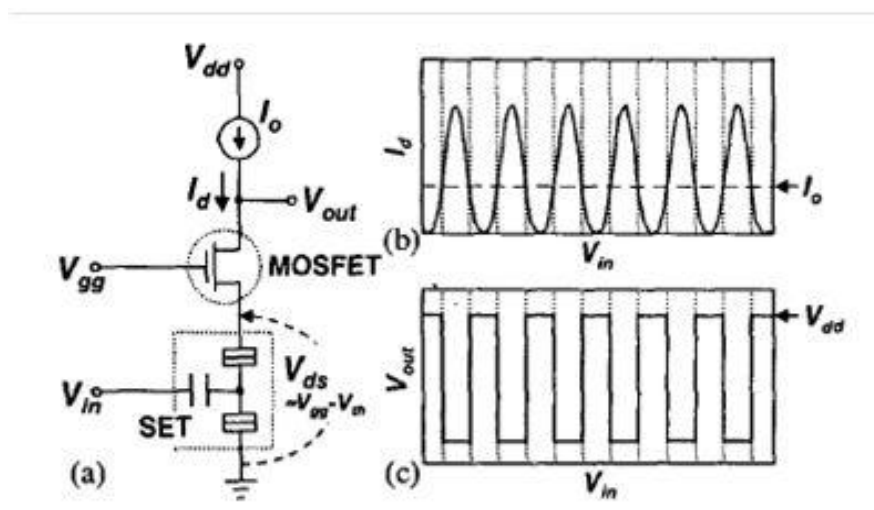 V_dd
I_o
I_d
V_out
V_gg
MOSFET
V_ds
≈V_gg-V_th
V_in
SET
(a)
I_d
I_o
(b)
V_in
V_out
V_dd
(c)
V_in